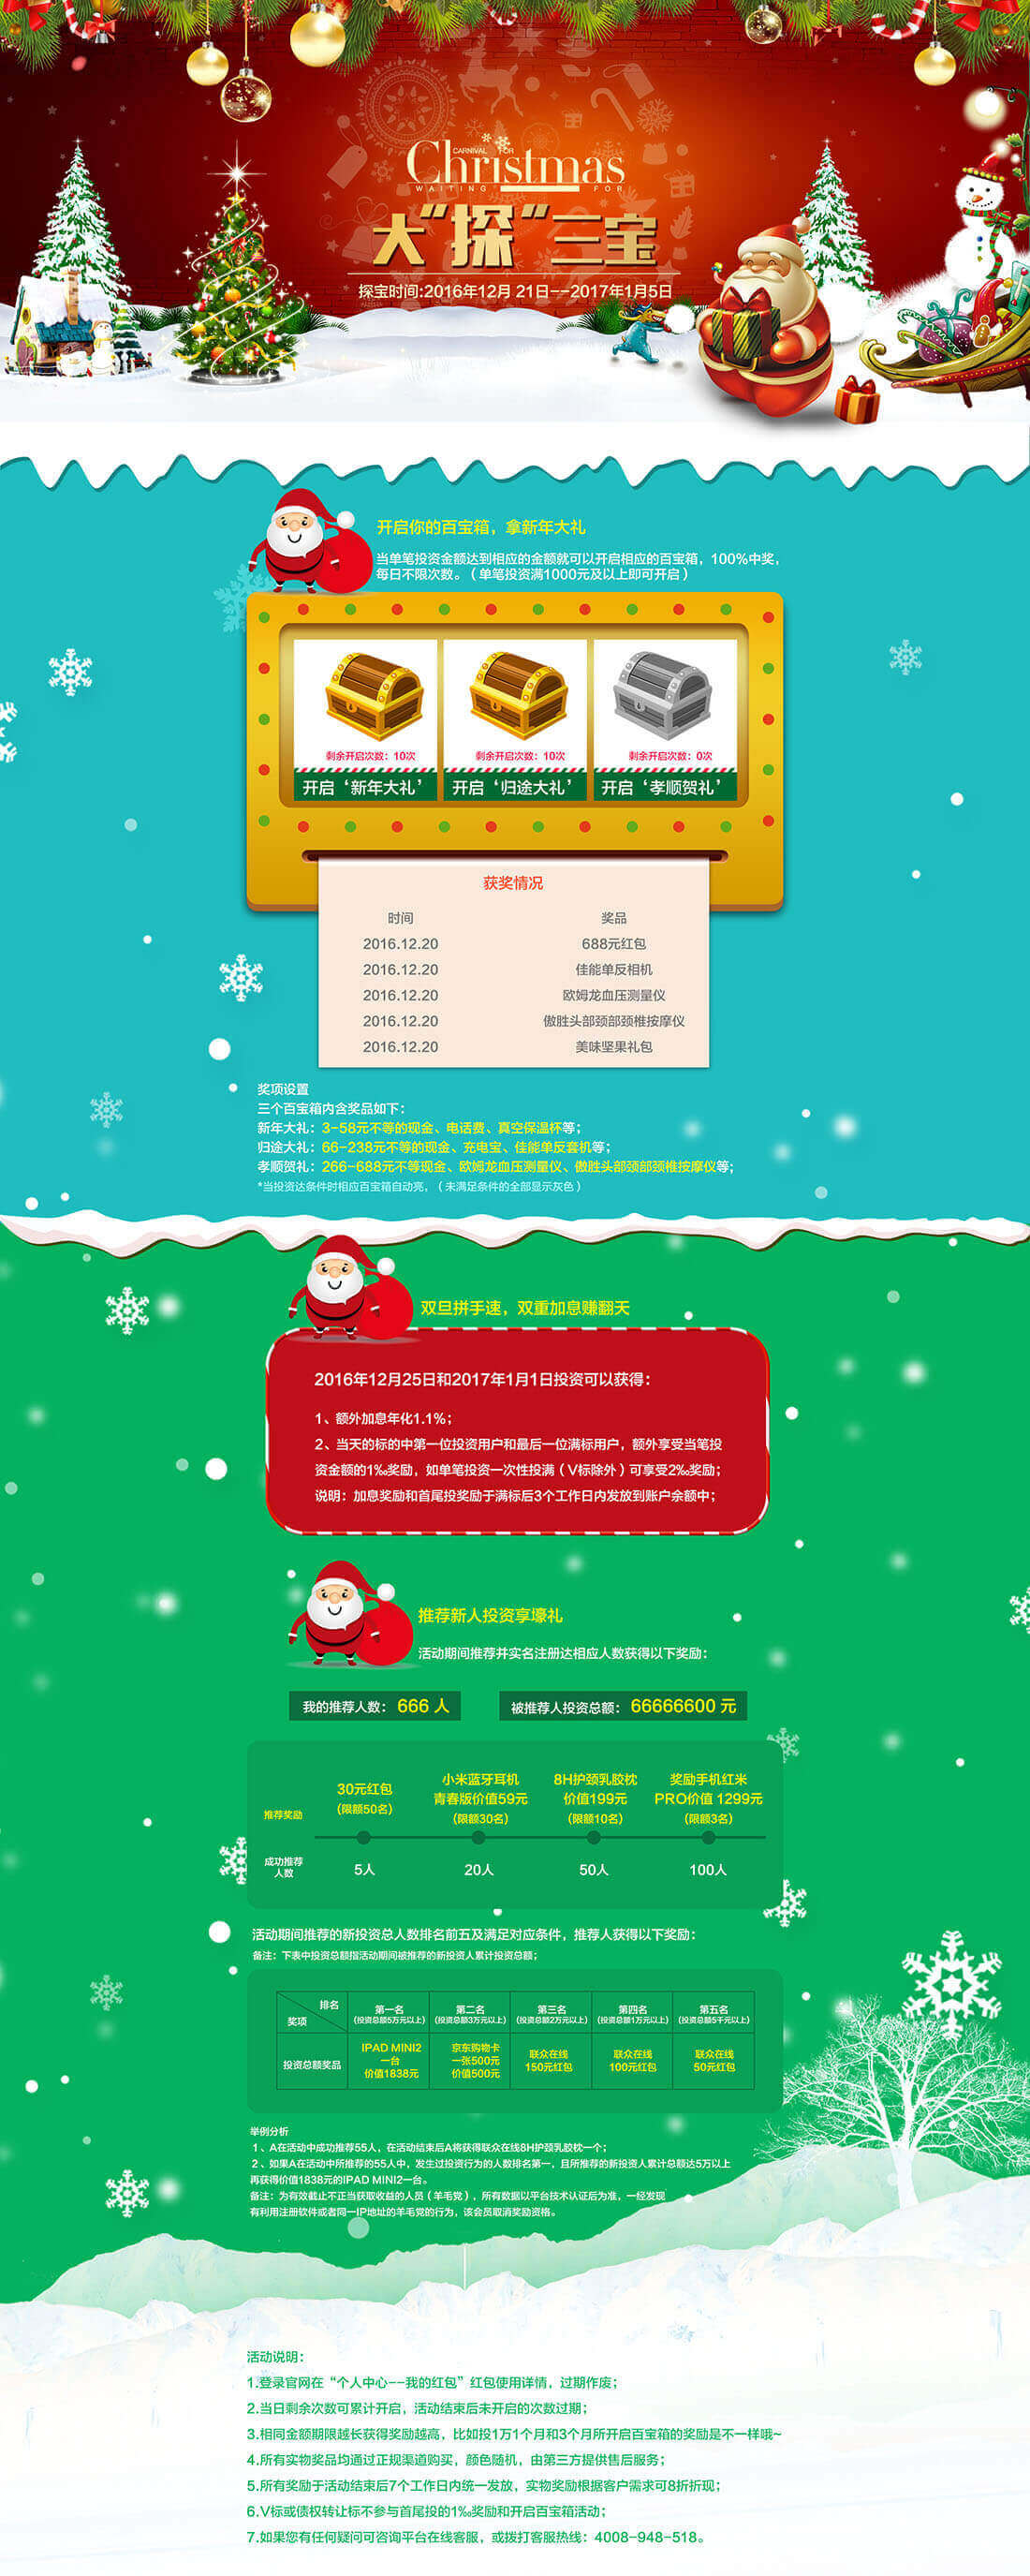 CARNIVAL FOR
Christmas
WAITING FOR
大“探”三宝
探宝时间:2016年12月 21日--2017年1月5日
开启你的百宝箱，拿新年大礼
当单笔投资金额达到相应的金额就可以开启相应的百宝箱，100%中奖，
每日不限次数。（单笔投资满1000元及以上即可开启）
剩余开启次数：10次 剩余开启次数：10次 剩余开启次数：0次
开启‘新年大礼’ 开启‘归途大礼’ 开启‘孝顺贺礼’
获奖情况
时间 奖品
2016.12.20 688元红包
2016.12.20 佳能单反相机
2016.12.20 欧姆龙血压测量仪
2016.12.20 傲胜头部颈部颈椎按摩仪
2016.12.20 美味坚果礼包
奖项设置
三个百宝箱内含奖品如下：
新年大礼：3-58元不等的现金、电话费、真空保温杯等；
归途大礼：66-238元不等的现金、充电宝、佳能单反套机等；
孝顺贺礼：266-688元不等现金、欧姆龙血压测量仪、傲胜头部颈部颈椎按摩仪等；
*当投资达条件时相应百宝箱自动亮，（未满足条件的全部显示灰色）
双旦拼手速，双重加息赚翻天
2016年12月25日和2017年1月1日投资可以获得：
1、额外加息年化1.1%；
2、当天的标的中第一位投资用户和最后一位满标用户，额外享受当笔投
资金额的1‰奖励，如单笔投资一次性投满（V标除外）可享受2‰奖励；
说明：加息奖励和首尾投奖励于满标后3个工作日内发放到账户余额中；
推荐新人投资享壕礼
活动期间推荐并实名注册达相应人数获得以下奖励：
我的推荐人数： 666 人 被推荐人投资总额： 66666600 元
推荐奖励
30元红包
（限额50名）
小米蓝牙耳机
青春版价值59元
（限额30名）
8H护颈乳胶枕
价值199元
（限额10名）
奖励手机红米
PRO价值 1299元
（限额3名）
成功推荐
人数
5人 20人 50人 100人
活动期间推荐的新投资总人数排名前五及满足对应条件，推荐人获得以下奖励：
备注：下表中投资总额指活动期间被推荐的新投资人累计投资总额；
排名
奖项
第一名
（投资总额5万元以上）
第二名
（投资总额3万元以上）
第三名
（投资总额2万元以上）
第四名
（投资总额1万元以上）
第五名
（投资总额5千元以上）
投资总额奖品
IPAD MINI2
一台
价值1838元
京东购物卡
一张500元
价值500元
联众在线
150元红包
联众在线
100元红包
联众在线
50元红包
举例分析
1、A在活动中成功推荐55人，在活动结束后A将获得联众在线8H护颈乳胶枕一个；
2、如果A在活动中所推荐的55人中，发生过投资行为的人数排名第一，且所推荐的新投资人累计总额达5万以上
再获得价值1838元的IPAD MINI2一台。
备注：为有效截止不正当获取收益的人员（羊毛党），所有数据以平台技术认证后为准，一经发现
有利用注册软件或者同一IP地址的羊毛党的行为，该会员取消奖励资格。
活动说明：
1.登录官网在“个人中心--我的红包”红包使用详情，过期作废；
2.当日剩余次数可累计开启，活动结束后未开启的次数过期；
3.相同金额期限越长获得奖励越高，比如投1万1个月和3个月所开启百宝箱的奖励是不一样哦~
4.所有实物奖品均通过正规渠道购买，颜色随机，由第三方提供售后服务；
5.所有奖励于活动结束后7个工作日内统一发放，实物奖励根据客户需求可8折折现；
6.V标或债权转让标不参与首尾投的1‰奖励和开启百宝箱活动；
7.如果您有任何疑问可咨询平台在线客服，或拨打客服热线：4008-948-518。